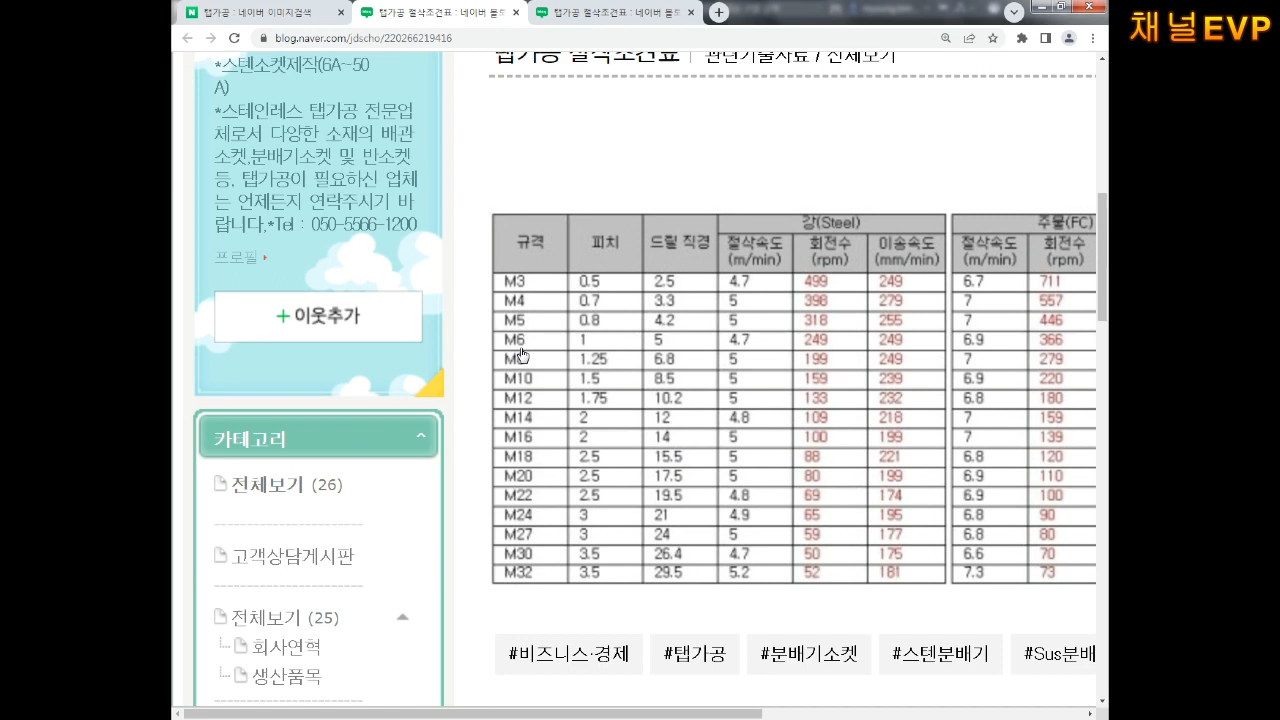 탭가공 : 네이버 이미지검색
탭가공 절삭조건표 : 네이버 블로
탭가공 절삭조건표 : 네이버 블로
채널EVP
blog.naver.com/jdscho/220266219416
탭가공 절삭조건표 | 관련기술자료 / 전체보기
*스텐소켓제작(6A~50
A)
*스테인레스 탭가공 전문업
체로서 다양한 소재의 배관
소켓,분배기소켓 및 빈소켓
등. 탭가공이 필요하신 업체
는 언제든지 연락주시기 바
랍니다.*Tel : 050-5566-1200
프로필
+ 이웃추가
카테고리
전체보기 (26)
고객상담게시판
전체보기 (25)
회사연혁
생산품목
강(Steel) 주물(FC)
규격 피치 드릴 직경 절삭속도 (m/min) 회전수 (rpm) 이송속도 (mm/min) 절삭속도 (m/min) 회전수 (rpm)
M3 0.5 2.5 4.7 499 249 6.7 711
M4 0.7 3.3 5 398 279 7 557
M5 0.8 4.2 5 318 255 7 446
M6 1 5 4.7 249 249 6.9 366
1.25 6.8 5 199 249 7 279
M10 1.5 8.5 5 159 239 6.9 220
M12 1.75 10.2 5 133 232 6.8 180
M14 2 12 4.8 109 218 7 159
M16 2 14 5 100 199 7 139
M18 2.5 15.5 5 88 221 6.8 120
M20 2.5 17.5 5 80 199 6.9 110
M22 2.5 19.5 4.8 69 174 6.9 100
M24 3 21 4.9 65 195 6.8 90
M27 3 24 5 59 177 6.8 80
M30 3.5 26.4 4.7 50 175 6.6 70
M32 3.5 29.5 5.2 52 181 7.3 73
#비즈니스·경제 #탭가공 #분배기소켓 #스텐분배기 #Sus분배